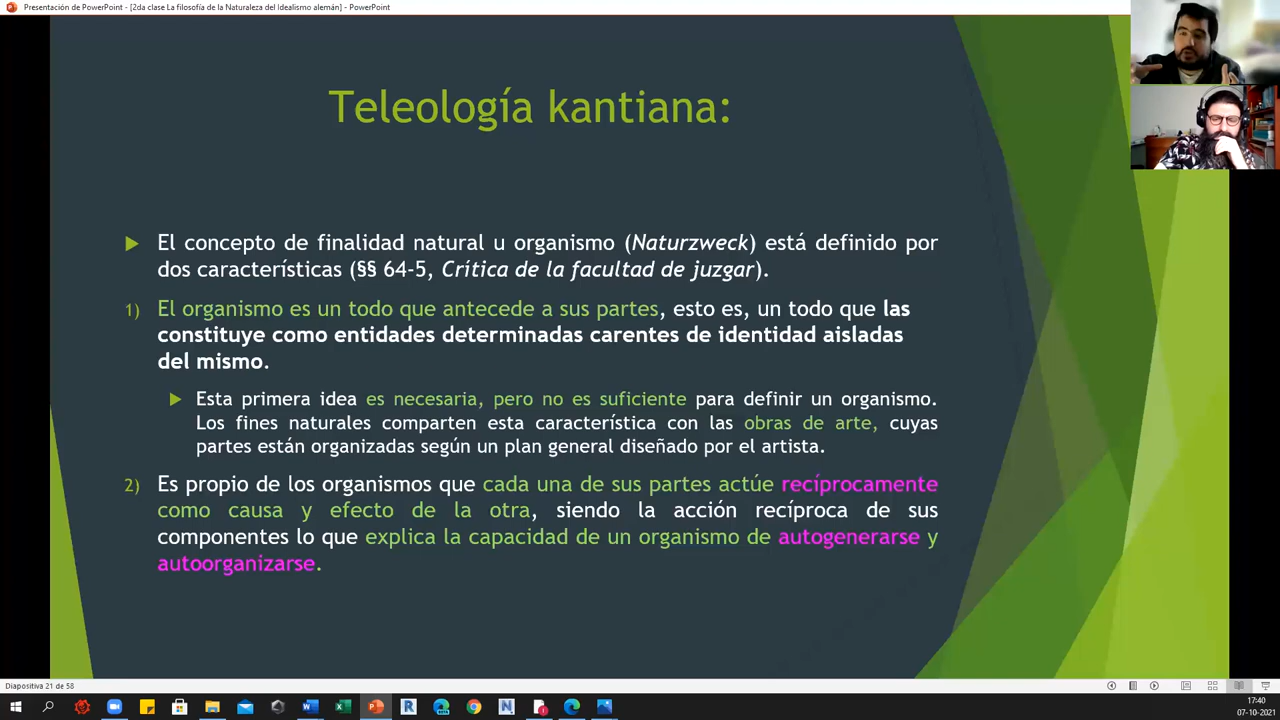 Presentación de PowerPoint - [2da clase La filosofía de la Naturaleza del Idealismo alemán] - PowerPoint
Teleología kantiana:
El concepto de finalidad natural u organismo (Naturzweck) está definido por
dos características (§§ 64-5, Crítica de la facultad de juzgar).
1) El organismo es un todo que antecede a sus partes, esto es, un todo que las
constituye como entidades determinadas carentes de identidad aisladas
del mismo.
Esta primera idea es necesaria, pero no es suficiente para definir un organismo.
Los fines naturales comparten esta característica con las obras de arte, cuyas
partes están organizadas según un plan general diseñado por el artista.
2) Es propio de los organismos que cada una de sus partes actúe recíprocamente
como causa y efecto de la otra, siendo la acción recíproca de sus
componentes lo que explica la capacidad de un organismo de autogenerarse y
autoorganizarse.
Diapositiva 21 de 58
17:40
07-10-2021